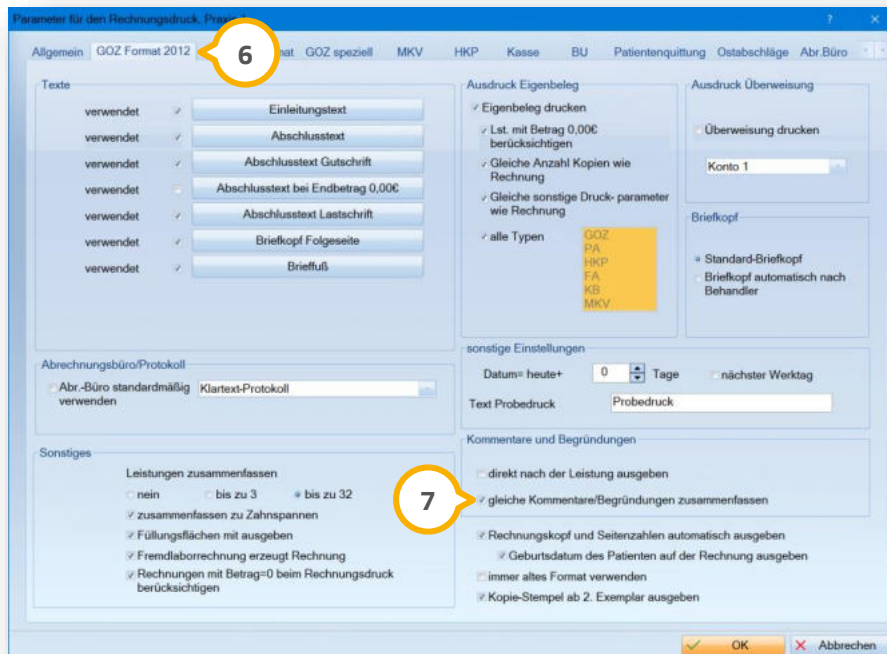 Parameter für den Rechnungsdruck,
Allgemein GOZ Format 2012 GOZ speziell MKV HKP Kasse BU Patientenquittung Ostabschläge Abr.Büro
6
Texte
verwendet Einleitungstext
verwendet Abschlusstext
verwendet Abschlusstext Gutschrift
verwendet Abschlusstext bei Endbetrag 0,00€
verwendet Abschlusstext Lastschrift
verwendet Briefkopf Folgeseite
verwendet Brieffuß
Abrechnungsbüro/Protokoll
Abr.-Büro standardmäßig verwenden
Klartext-Protokoll
Sonstiges
Leistungen zusammenfassen
nein bis zu 3 bis zu 32
zusammenfassen zu Zahnspannen
Füllungsflächen mit ausgeben
Fremdlaborrechnung erzeugt Rechnung
Rechnungen mit Betrag=0 beim Rechnungsdruck
berücksichtigen
Ausdruck Eigenbeleg
Eigenbeleg drucken
Lst. mit Betrag 0,00€
berücksichtigen
Gleiche Anzahl Kopien wie
Rechnung
Gleiche sonstige Druck- parameter
wie Rechnung
alle Typen
GOZ
PA
HKP
FA
KB
MKV
Ausdruck Überweisung
Überweisung drucken
Konto 1
Briefkopf
Standard-Briefkopf
Briefkopf automatisch nach
Behandler
sonstige Einstellungen
Datum= heute+ 0 Tage nächster Werktag
Text Probedruck Probedruck
Kommentare und Begründungen
direkt nach der Leistung ausgeben
7
gleiche Kommentare/Begründungen zusammenfassen
Rechnungskopf und Seitenzahlen automatisch ausgeben
Geburtsdatum des Patienten auf der Rechnung ausgeben
immer altes Format verwenden
Kopie-Stempel ab 2. Exemplar ausgeben
OK Abbrechen